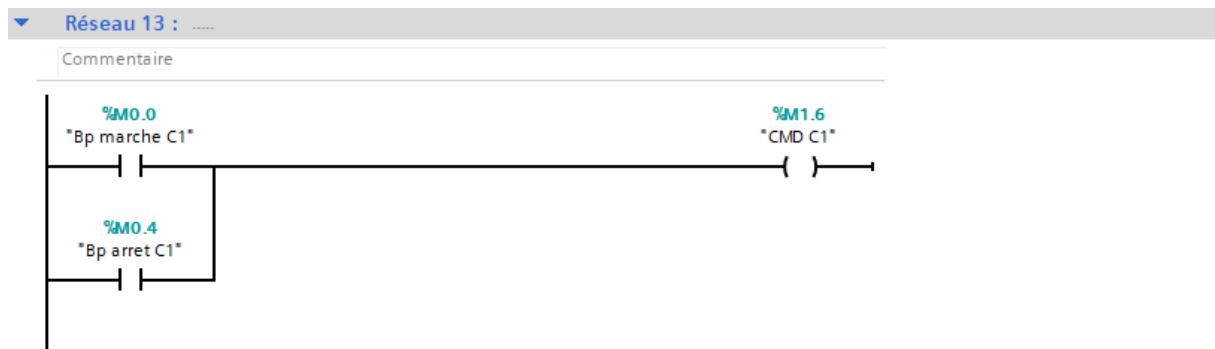 Réseau 13 : .....
Commentaire
%M0.0
"Bp marche C1"
%M1.6
"CMD C1"
%M0.4
"Bp arret C1"